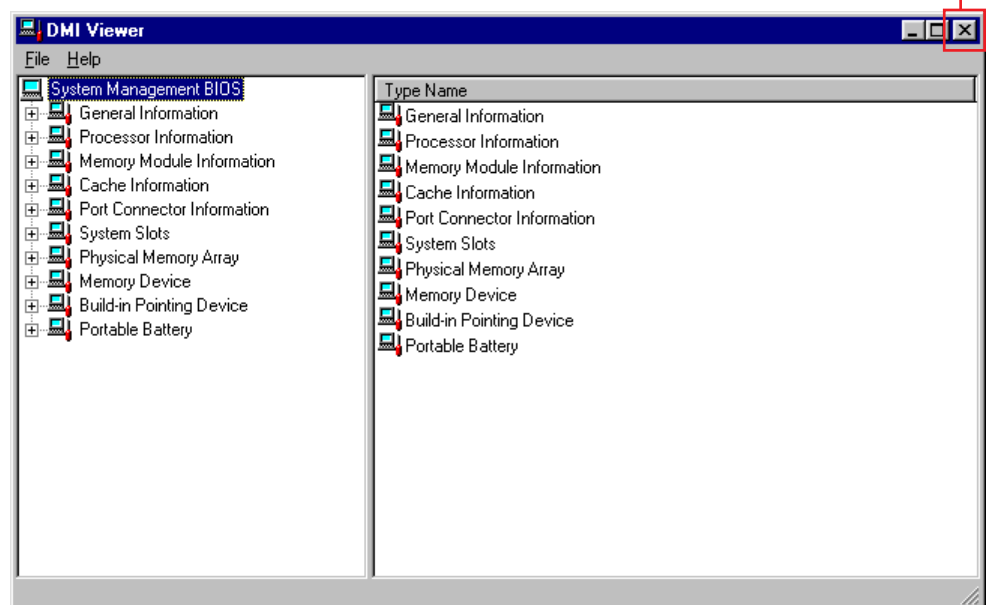 DMI Viewer
File Help
System Management BIOS
General Information
Processor Information
Memory Module Information
Cache Information
Port Connector Information
System Slots
Physical Memory Array
Memory Device
Build-in Pointing Device
Portable Battery
Type Name
General Information
Processor Information
Memory Module Information
Cache Information
Port Connector Information
System Slots
Physical Memory Array
Memory Device
Build-in Pointing Device
Portable Battery